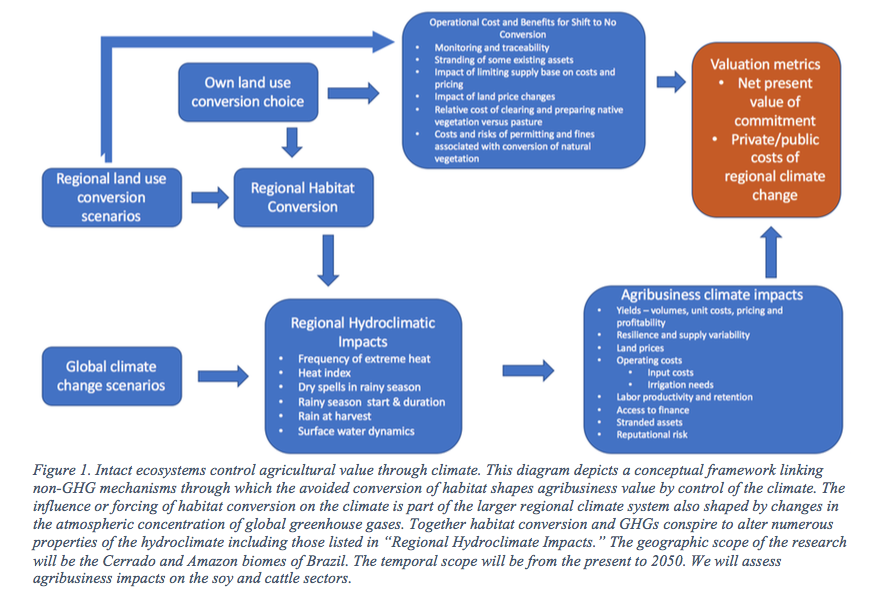 Operational Cost and Benefits for Shift to No
Conversion
• Monitoring and traceability
• Stranding of some existing assets
• Impact of limiting supply base on costs and
pricing
• Impact of land price changes
• Relative cost of clearing and preparing native
vegetation versus pasture
• Costs and risks of permitting and fines
associated with conversion of natural
vegetation
Valuation metrics
• Net present
value of
commitment
• Private/public
costs of
regional climate
change
Own land use
conversion choice
Regional land use
conversion
scenarios
Regional Habitat
Conversion
Global climate
change scenarios
Regional Hydroclimatic
Impacts
• Frequency of extreme heat
• Heat index
• Dry spells in rainy season
• Rainy season start & duration
• Rain at harvest
• Surface water dynamics
Agribusiness climate impacts
• Yields – volumes, unit costs, pricing and
profitability
• Resilience and supply variability
• Land prices
• Operating costs
• Input costs
• Irrigation needs
• Labor productivity and retention
• Access to finance
• Stranded assets
• Reputational risk
Figure 1. Intact ecosystems control agricultural value through climate. This diagram depicts a conceptual framework linking
non-GHG mechanisms through which the avoided conversion of habitat shapes agribusiness value by control of the climate. The
influence or forcing of habitat conversion on the climate is part of the larger regional climate system also shaped by changes in
the atmospheric concentration of global greenhouse gases. Together habitat conversion and GHGs conspire to alter numerous
properties of the hydroclimate including those listed in “Regional Hydroclimate Impacts.” The geographic scope of the research
will be the Cerrado and Amazon biomes of Brazil. The temporal scope will be from the present to 2050. We will assess
agribusiness impacts on the soy and cattle sectors.